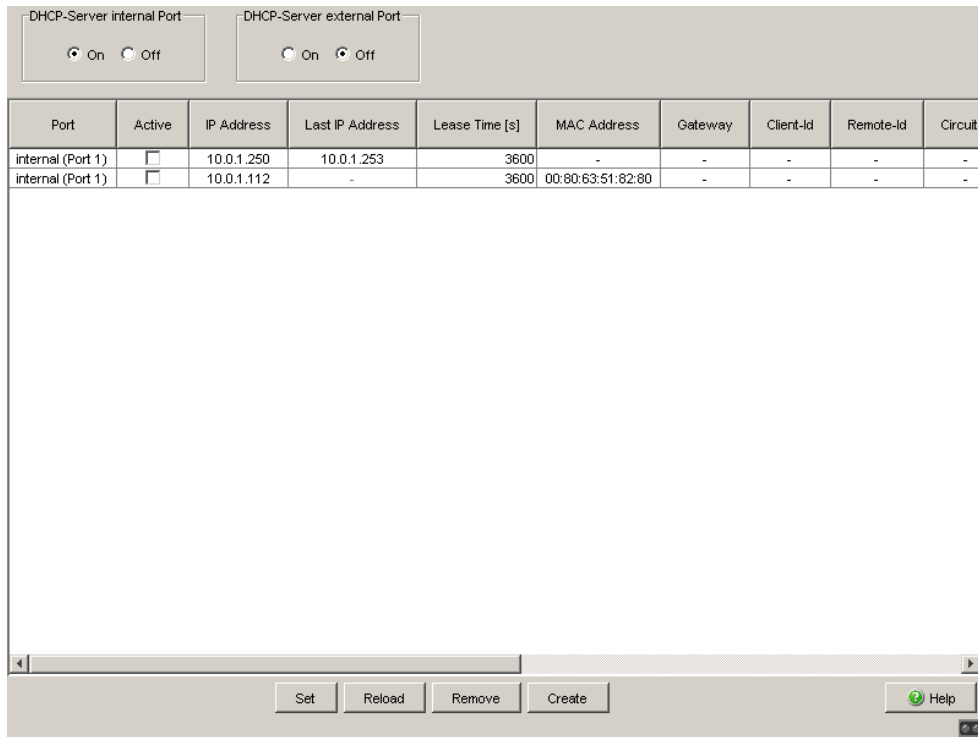 DHCP-Server internal Port DHCP-Server external Port
On Off On Off
Port Active IP Address Last IP Address Lease Time [s] MAC Address Gateway Client-Id Remote-Id Circuit
internal (Port 1) 10.0.1.250 10.0.1.253 3600 - - - - -
internal (Port 1) 10.0.1.112 - 3600 00:80:63:51:82:80 - - - -
Set Reload Remove Create Help